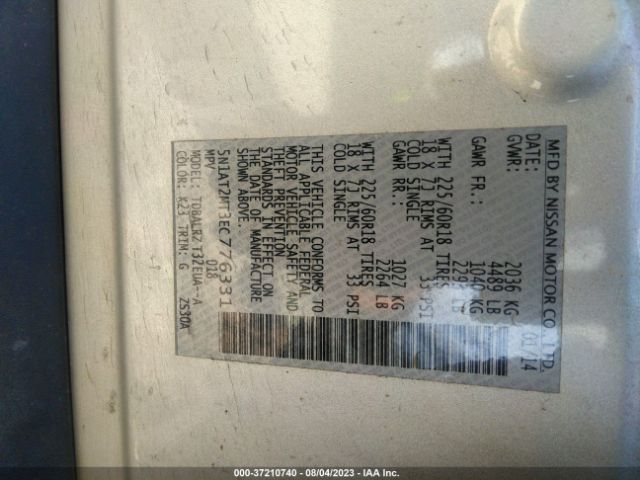 MFD BY NISSAN MOTOR CO., LTD.
DATE: 01/14
GVWR: 2036 KG
4489 LB
GAWR FR.: 1040 KG
2293 LB
WITH 225/60R18 TIRES
18 X 7J RIMS AT 33 PSI
COLD SINGLE
GAWR RR.: 1027 KG
2264 LB
WITH 225/60R18 TIRES
18 X 7J RIMS AT 33 PSI
COLD SINGLE
THIS VEHICLE CONFORMS TO
ALL APPLICABLE FEDERAL
MOTOR VEHICLE SAFETY AND
THEFT PREVENTION
STANDARDS IN EFFECT ON
THE DATE OF MANUFACTURE
SHOWN ABOVE.
5N1AT2MT3EC776331
MPV
COLOR: K23 TRIM: G
000-37210740 - 08/04/2023 - IAA Inc.